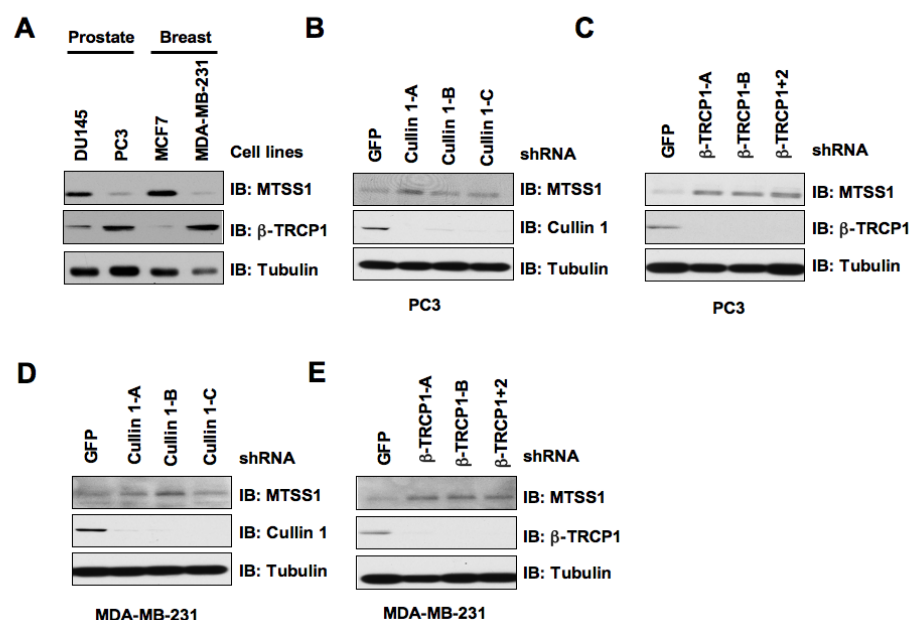 A
Prostate Breast
DU145
PC3
MCF7
MDA-MB-231
Cell lines
IB: MTSS1
IB: β-TRCP1
IB: Tubulin
B
GFP
Cullin 1-A
Cullin 1-B
Cullin 1-C
shRNA
IB: MTSS1
IB: Cullin 1
IB: Tubulin
PC3
C
GFP
β-TRCP1-A
β-TRCP1-B
β-TRCP1+2
shRNA
IB: MTSS1
IB: β-TRCP1
IB: Tubulin
PC3
D
GFP
Cullin 1-A
Cullin 1-B
Cullin 1-C
shRNA
IB: MTSS1
IB: Cullin 1
IB: Tubulin
MDA-MB-231
E
GFP
β-TRCP1-A
β-TRCP1-B
β-TRCP1+2
shRNA
IB: MTSS1
IB: β-TRCP1
IB: Tubulin
MDA-MB-231